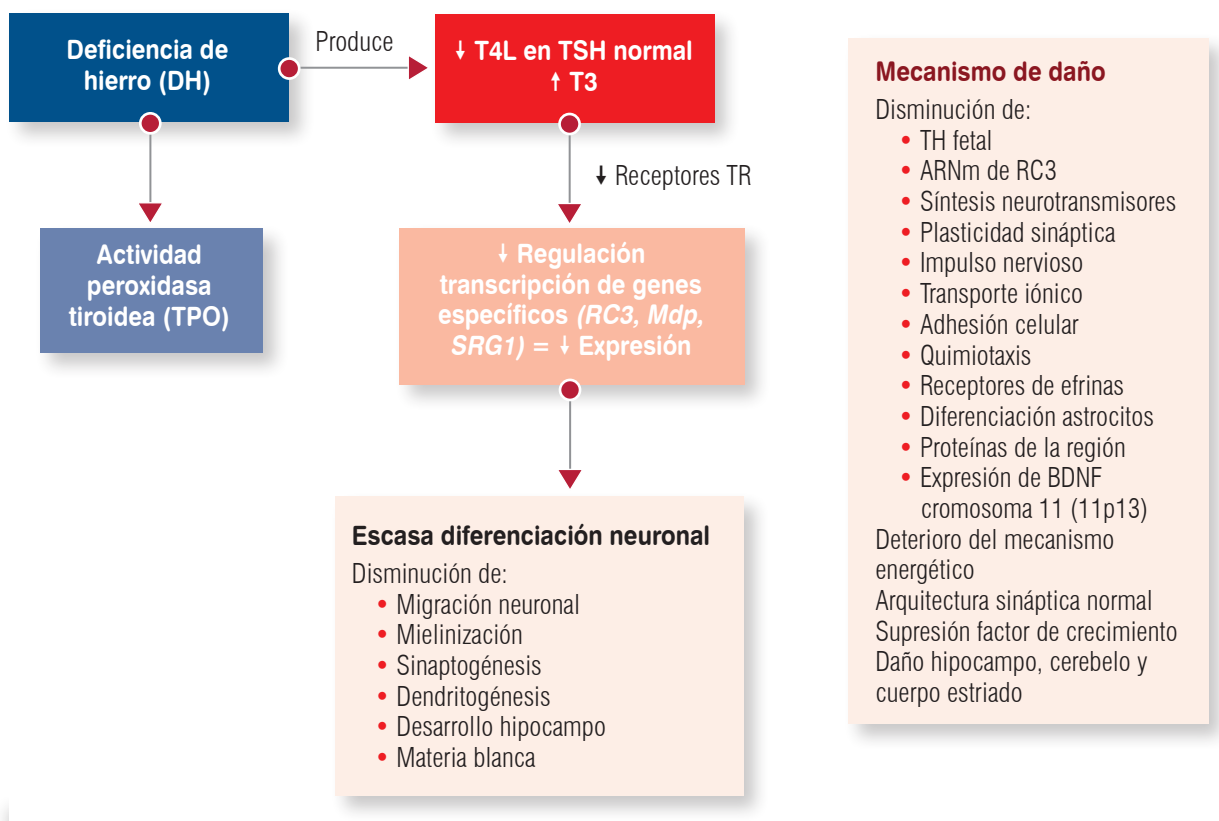 Deficiencia de
hierro (DH)
Produce
↓ T4L en TSH normal
↑ T3
↓ Receptores TR
Actividad
peroxidasa
tiroidea (TPO)
↓ Regulación
transcripción de genes
específicos (RC3, Mdp,
SRG1) = ↓ Expresión
Escasa diferenciación neuronal
Disminución de:
• Migración neuronal
• Mielinización
• Sinaptogénesis
• Dendritogénesis
• Desarrollo hipocampo
• Materia blanca
Mecanismo de daño
Disminución de:
• TH fetal
• ARNm de RC3
• Síntesis neurotransmisores
• Plasticidad sináptica
• Impulso nervioso
• Transporte iónico
• Adhesión celular
• Quimiotaxis
• Receptores de efrinas
• Diferenciación astrocitos
• Proteínas de la región
• Expresión de BDNF
cromosoma 11 (11p13)
Deterioro del mecanismo
energético
Arquitectura sináptica normal
Supresión factor de crecimiento
Daño hipocampo, cerebelo y
cuerpo estriado